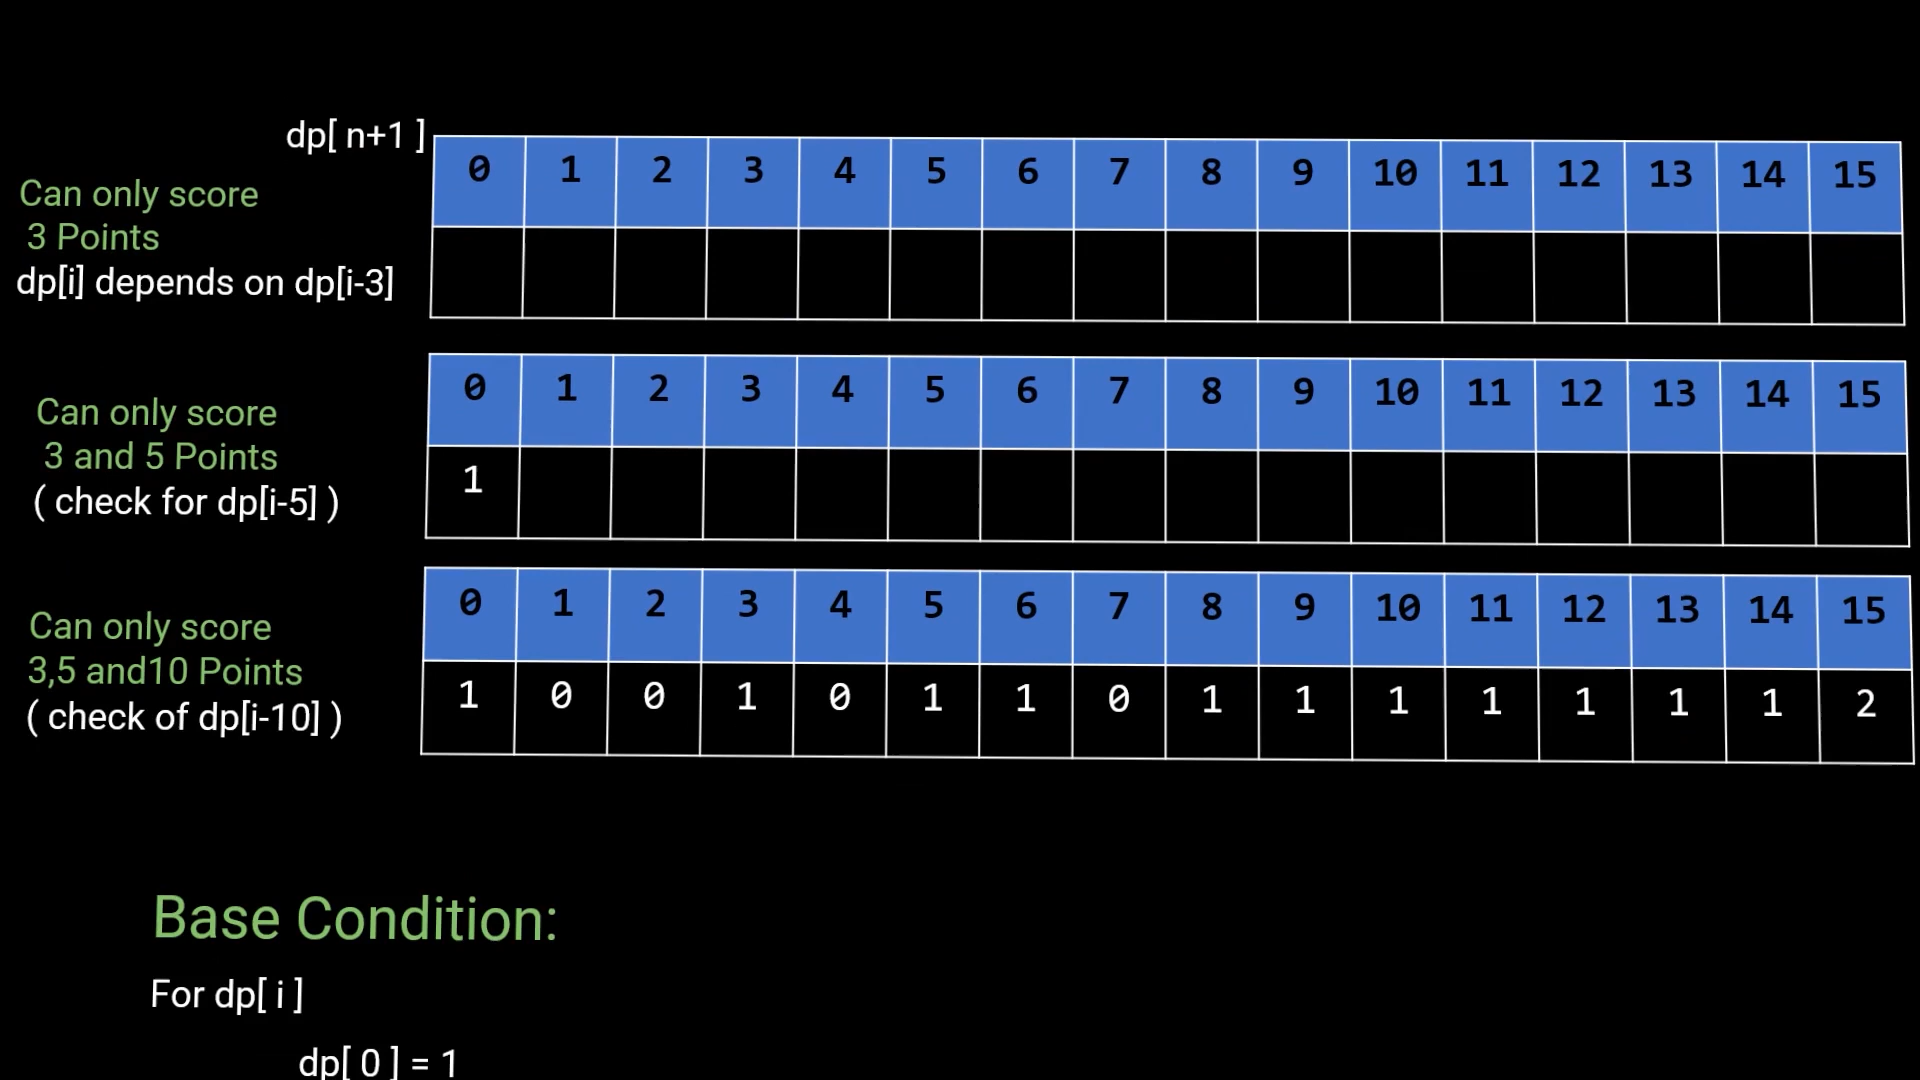 dp[ n+1 ]
0 1 2 3 4 5 6 7 8 9 10 11 12 13 14 15
Can only score
3 Points
dp[i] depends on dp[i-3]
0 1 2 3 4 5 6 7 8 9 10 11 12 13 14 15
Can only score
3 and 5 Points
( check for dp[i-5] )
1
0 1 2 3 4 5 6 7 8 9 10 11 12 13 14 15
Can only score
3,5 and10 Points
( check of dp[i-10] )
1 0 0 1 0 1 1 0 1 1 1 1 1 1 1 2
Base Condition:
For dp[ i ]
dp[ 0 ] = 1